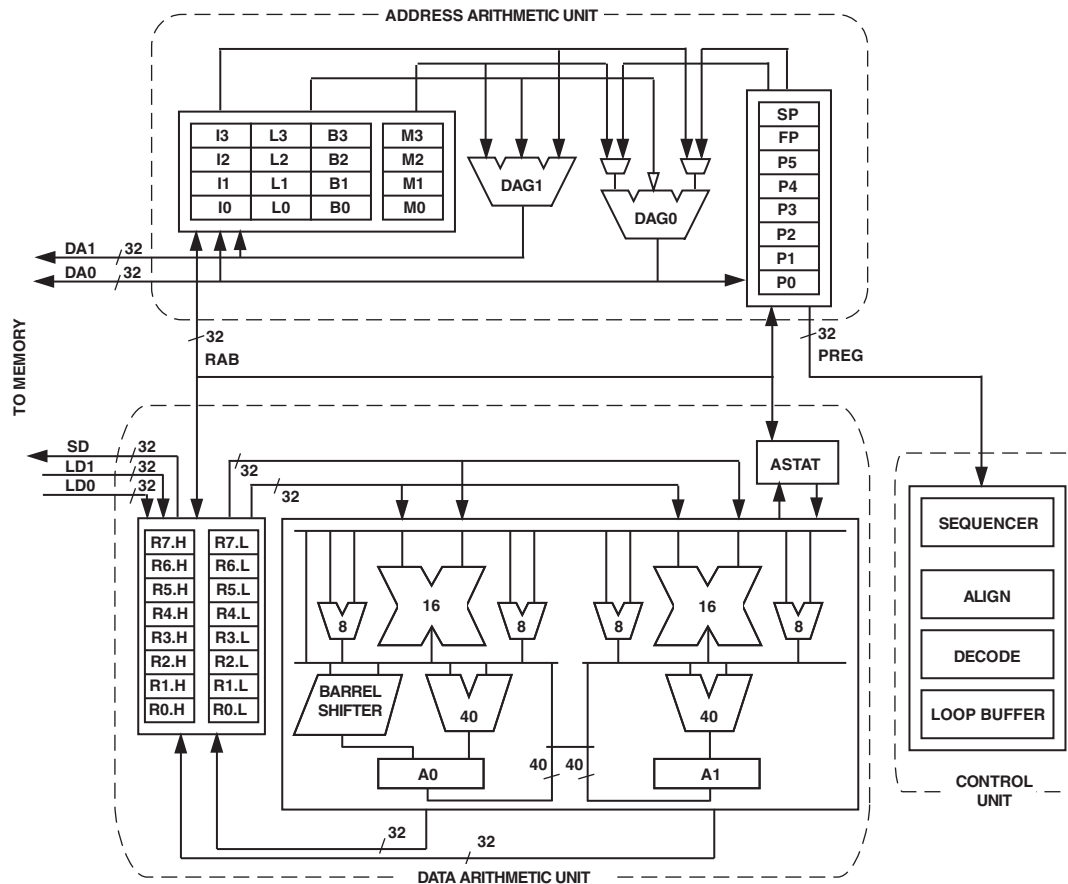 ADDRESS ARITHMETIC UNIT
I3 L3 B3 M3
I2 L2 B2 M2
I1 L1 B1 M1
I0 L0 B0 M0
DAG1
DAG0
SP
FP
P5
P4
P3
P2
P1
P0
DA1 32
DA0 32
TO MEMORY
32
RAB
32
PREG
SD 32
LD1 32
LD0 32
32
32
ASTAT
R7.H R7.L
R6.H R6.L
R5.H R5.L
R4.H R4.L
R3.H R3.L
R2.H R2.L
R1.H R1.L
R0.H R0.L
16
8
8
8
16
8
BARREL
SHIFTER
40
40
A0
40
40
A1
32
32
DATA ARITHMETIC UNIT
SEQUENCER
ALIGN
DECODE
LOOP BUFFER
CONTROL
UNIT